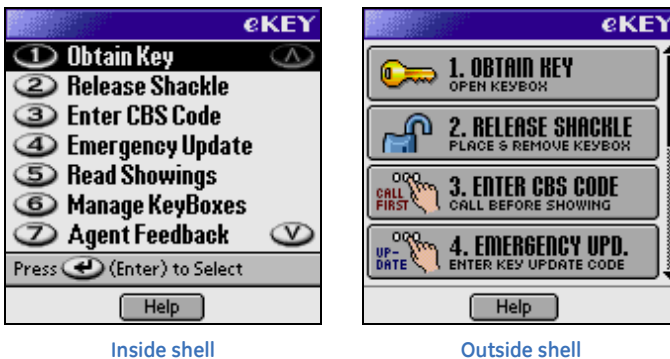 eKEY
1 Obtain Key
2 Release Shackle
3 Enter CBS Code
4 Emergency Update
5 Read Showings
6 Manage KeyBoxes
7 Agent Feedback
Press (Enter) to Select
Help
Inside shell
eKEY
1. OBTAIN KEY
OPEN KEYBOX
2. RELEASE SHACKLE
PLACE & REMOVE KEYBOX
CALL FIRST
3. ENTER CBS CODE
CALL BEFORE SHOWING
UP-DATE
4. EMERGENCY UPD.
ENTER KEY UPDATE CODE
Help
Outside shell